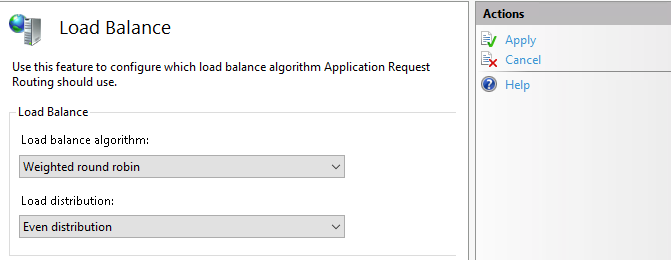 Load Balance
Use this feature to configure which load balance algorithm Application Request
Routing should use.
Load Balance
Load balance algorithm:
Weighted round robin
Load distribution:
Even distribution
Actions
Apply
Cancel
Help